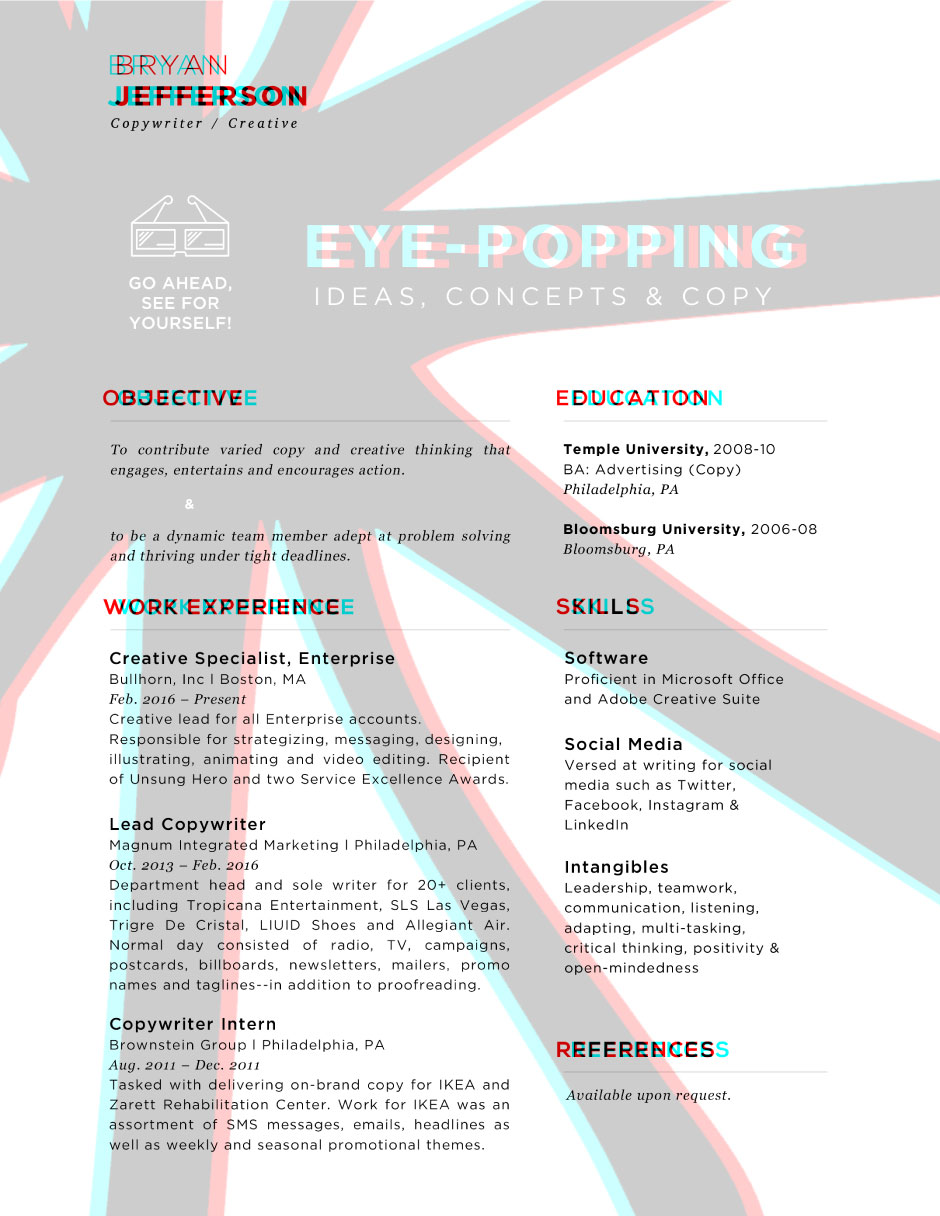 BRYAN
JEFFERSON
Copywriter / Creative
GO AHEAD,
SEE FOR
YOURSELF!
EYE-POPPING
IDEAS, CONCEPTS & COPY
OBJECTIVE
To contribute varied copy and creative thinking that
engages, entertains and encourages action.
&
to be a dynamic team member adept at problem solving
and thriving under tight deadlines.
WORK EXPERIENCE
Creative Specialist, Enterprise
Bullhorn, Inc l Boston, MA
Feb. 2016 – Present
Creative lead for all Enterprise accounts.
Responsible for strategizing, messaging, designing,
illustrating, animating and video editing. Recipient
of Unsung Hero and two Service Excellence Awards.
Lead Copywriter
Magnum Integrated Marketing l Philadelphia, PA
Oct. 2013 – Feb. 2016
Department head and sole writer for 20+ clients,
including Tropicana Entertainment, SLS Las Vegas,
Trigre De Cristal, LIUID Shoes and Allegiant Air.
Normal day consisted of radio, TV, campaigns,
postcards, billboards, newsletters, mailers, promo
names and taglines--in addition to proofreading.
Copywriter Intern
Brownstein Group l Philadelphia, PA
Aug. 2011 – Dec. 2011
Tasked with delivering on-brand copy for IKEA and
Zarett Rehabilitation Center. Work for IKEA was an
assortment of SMS messages, emails, headlines as
well as weekly and seasonal promotional themes.
EDUCATION
Temple University, 2008-10
BA: Advertising (Copy)
Philadelphia, PA
Bloomsburg University, 2006-08
Bloomsburg, PA
SKILLS
Software
Proficient in Microsoft Office
and Adobe Creative Suite
Social Media
Versed at writing for social
media such as Twitter,
Facebook, Instagram &
LinkedIn
Intangibles
Leadership, teamwork,
communication, listening,
adapting, multi-tasking,
critical thinking, positivity &
open-mindedness
REFERENCES
Available upon request.